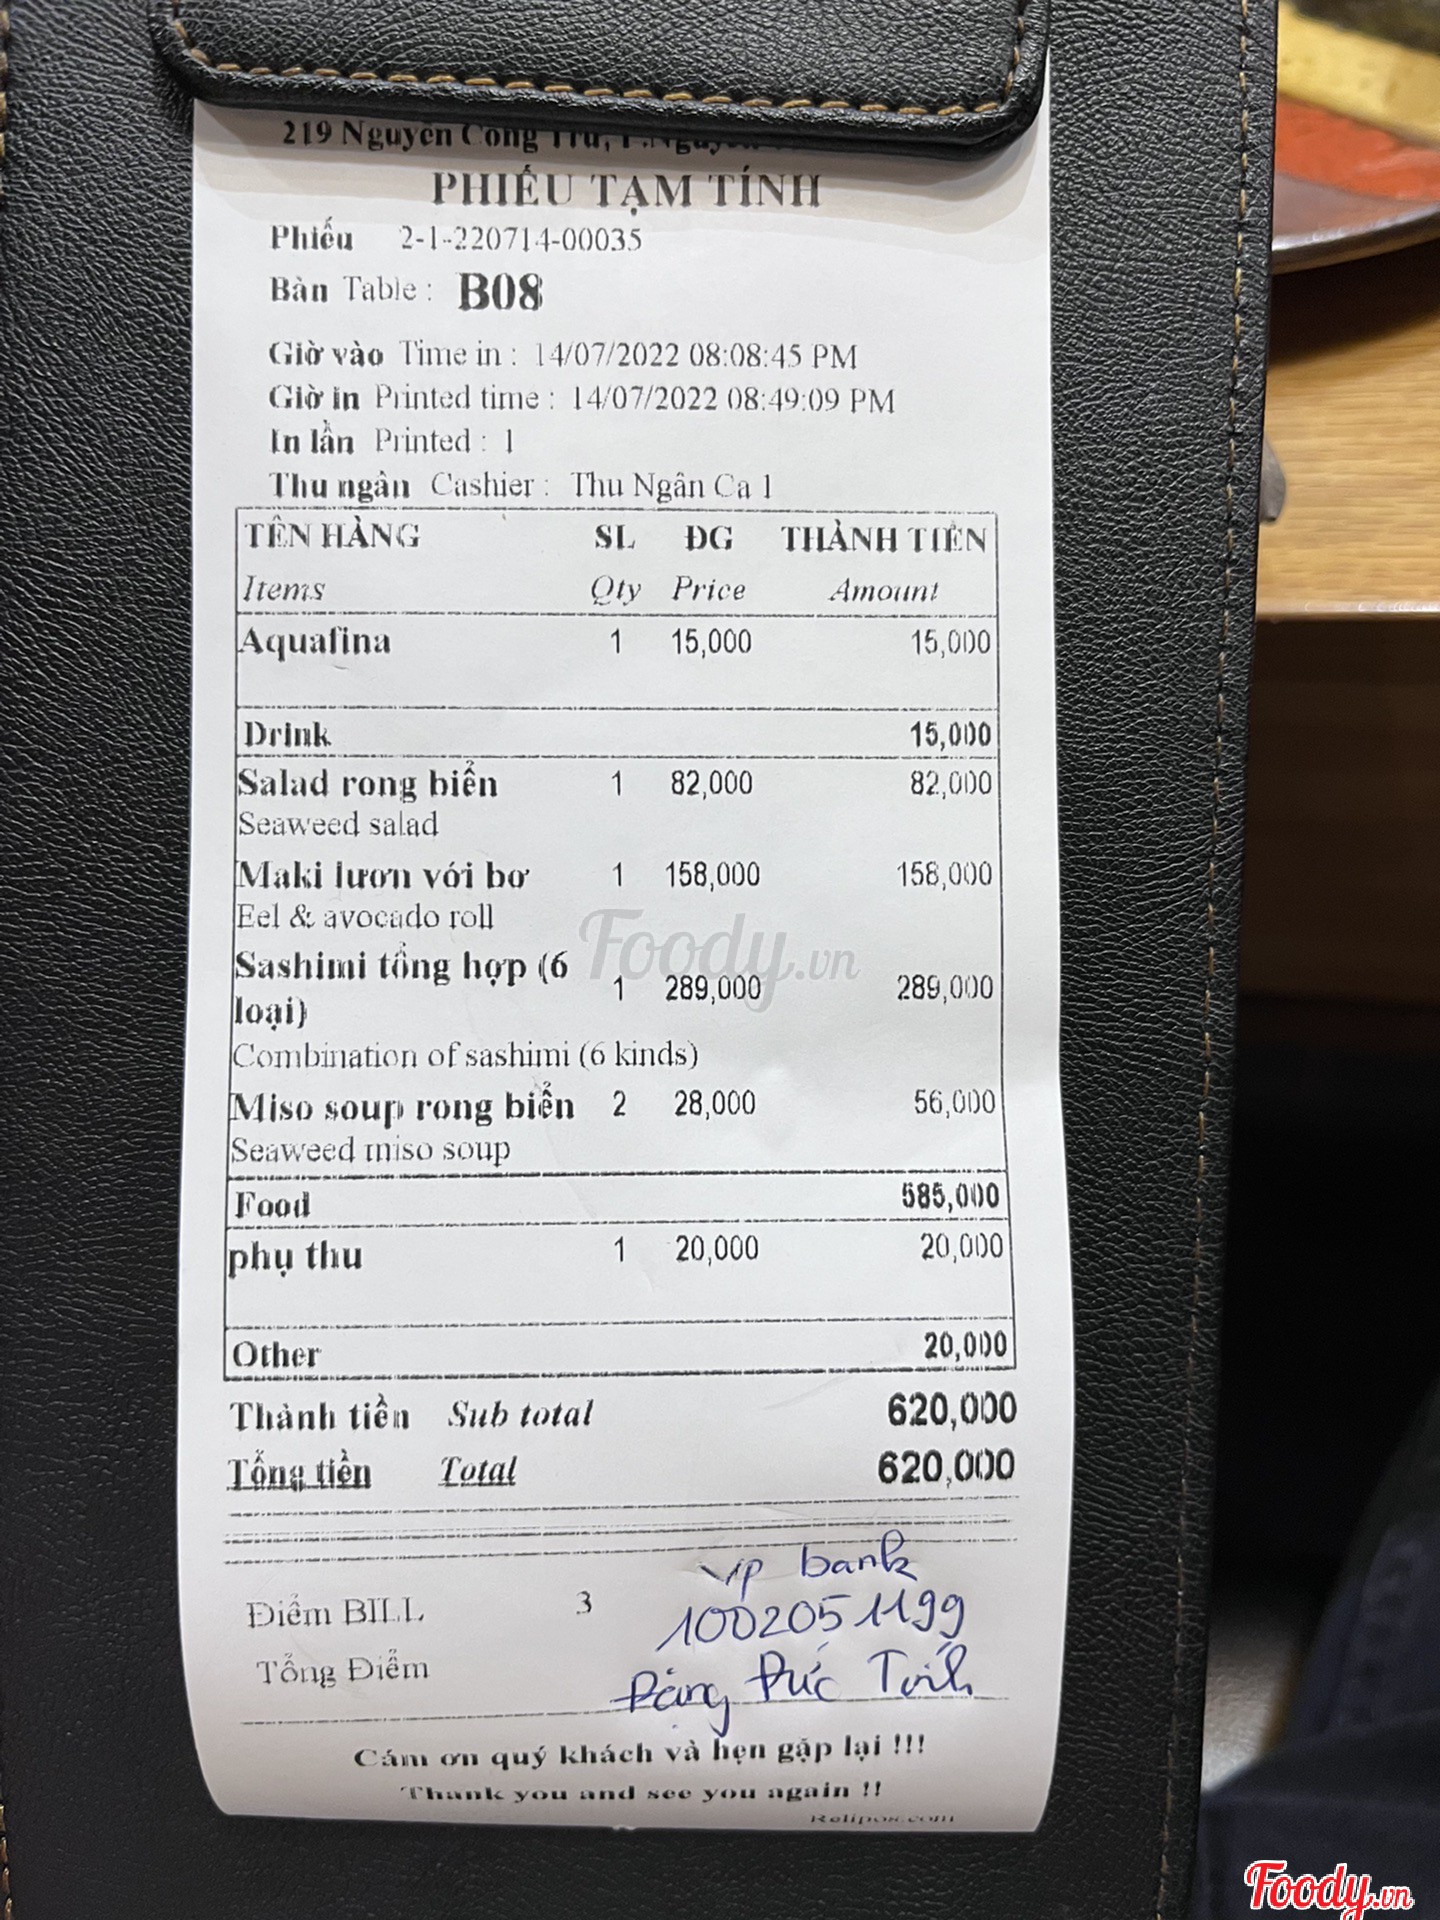 219 Nguyễn Công Trứ,
PHIẾU TẠM TÍNH
Phiếu 2-1-220714-00035
Bàn Table : B08
Giờ vào Time in : 14/07/2022 08:08:45 PM
Giờ in Printed time : 14/07/2022 08:49:09 PM
In lần Printed : 1
Thu ngân Cashier : Thu Ngân Ca 1
TÊN HÀNG SL ĐG THÀNH TIỀN
Items Qty Price Amount
Aquafina 1 15,000 15,000
Drink 15,000
Salad rong biển 1 82,000 82,000
Seaweed salad
Maki lươn với bơ 1 158,000 158,000
Eel & avocado roll
Foody.vn
Sashimi tổng hợp (6
loại) 1 289,000 289,000
Combination of sashimi (6 kinds)
Miso soup rong biển 2 28,000 56,000
Seaweed miso soup
Food 585,000
phụ thu 1 20,000 20,000
Other 20,000
Thành tiền Sub total 620,000
Tổng tiền Total 620,000
vp bank
Điểm BILL 3 1002051199
Tổng Điểm Đặng Đức
Cám ơn quý khách và hẹn gặp lại !!!
Thank you and see you again !!
Relipos.com
Foody.vn